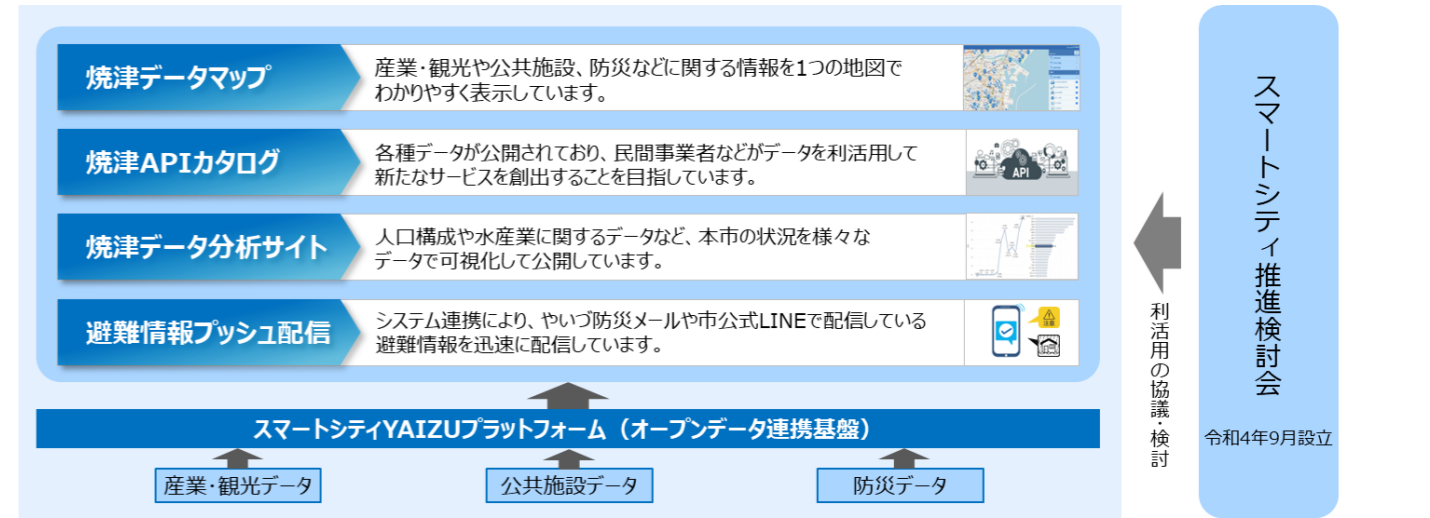 焼津データマップ
産業・観光や公共施設、防災などに関する情報を1つの地図で
わかりやすく表示しています。
焼津APIカタログ
各種データが公開されており、民間事業者などがデータを利活用して
新たなサービスを創出することを目指しています。
API
焼津データ分析サイト
人口構成や水産業に関するデータなど、本市の状況を様々な
データで可視化して公開しています。
避難情報プッシュ配信
システム連携により、やいづ防災メールや市公式LINEで配信している
避難情報を迅速に配信しています。
スマートシティYAIZUプラットフォーム（オープンデータ連携基盤）
産業・観光データ
公共施設データ
防災データ
利活用の協議・検討
スマートシティ推進検討会
令和4年9月設立